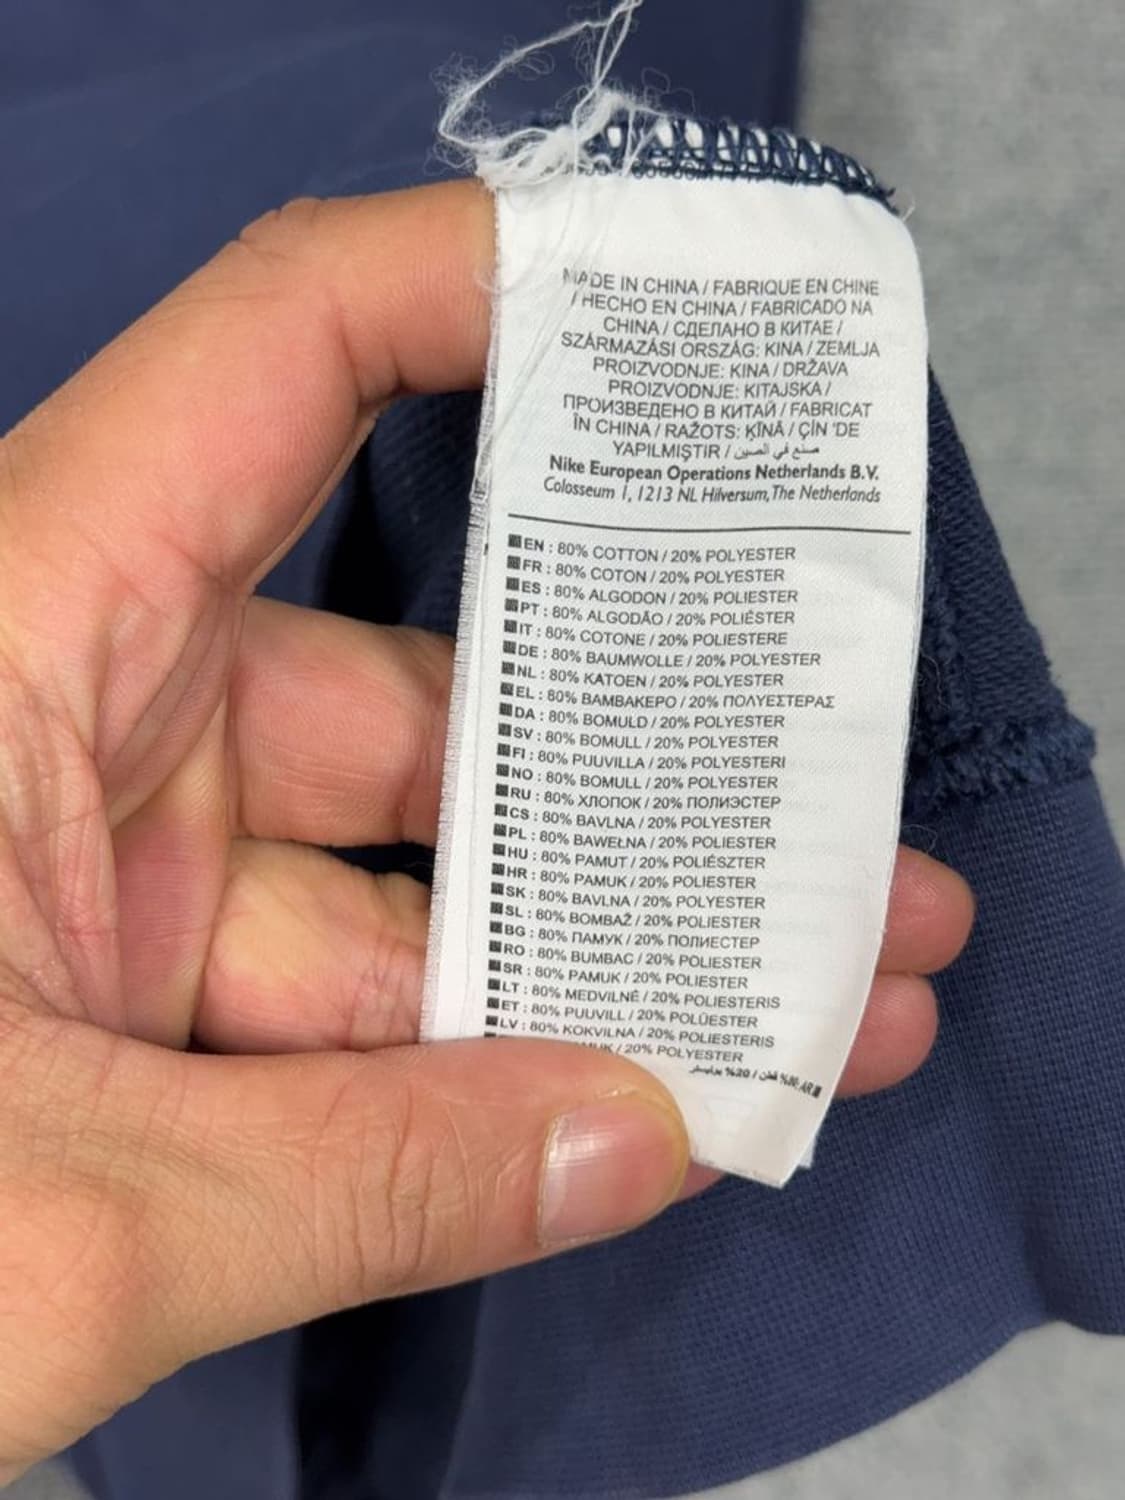 MADE IN CHINA / FABRIQUE EN CHINE
/ HECHO EN CHINA / FABRICADO NA
CHINA / СДЕЛАНО В КИТАЕ /
SZÁRMAZÁSI ORSZÁG: KINA / ZEMLJA
PROIZVODNJE: KINA / DRŽAVA
PROIZVODNJE: KITAJSKA /
ПРОИЗВЕДЕНО В КИТАЙ / FABRICAT
ÎN CHINA / RAŽOTS: ĶĪNĀ / ÇİN 'DE
YAPILMIŞTIR / صنع في الصين
Nike European Operations Netherlands B.V.
Colosseum 1, 1213 NL Hilversum, The Netherlands
EN : 80% COTTON / 20% POLYESTER
FR : 80% COTON / 20% POLYESTER
ES : 80% ALGODON / 20% POLIESTER
PT : 80% ALGODÃO / 20% POLIÉSTER
IT : 80% COTONE / 20% POLIESTERE
DE : 80% BAUMWOLLE / 20% POLYESTER
NL : 80% KATOEN / 20% POLYESTER
EL : 80% ΒΑΜΒΑΚΕΡΟ / 20% ΠΟΛΥΕΣΤΕΡΑΣ
DA : 80% BOMULD / 20% POLYESTER
SV : 80% BOMULL / 20% POLYESTER
FI : 80% PUUVILLA / 20% POLYESTERI
NO : 80% BOMULL / 20% POLYESTER
RU : 80% ХЛОПОК / 20% ПОЛИЭСТЕР
CS : 80% BAVLNA / 20% POLYESTER
PL : 80% BAWEŁNA / 20% POLIESTER
HU : 80% PAMUT / 20% POLIÉSZTER
HR : 80% PAMUK / 20% POLIESTER
SK : 80% BAVLNA / 20% POLYESTER
SL : 80% BOMBAŽ / 20% POLIESTER
BG : 80% ПАМУК / 20% ПОЛИЕСТЕР
RO : 80% BUMBAC / 20% POLIESTER
SR : 80% PAMUK / 20% POLIESTER
LT : 80% MEDVILNĖ / 20% POLIESTERIS
ET : 80% PUUVILL / 20% POLÜESTER
LV : 80% KOKVILNA / 20% POLIESTERIS
/ 20% POLYESTER
AR: 80% قطن / 20% بوليستر